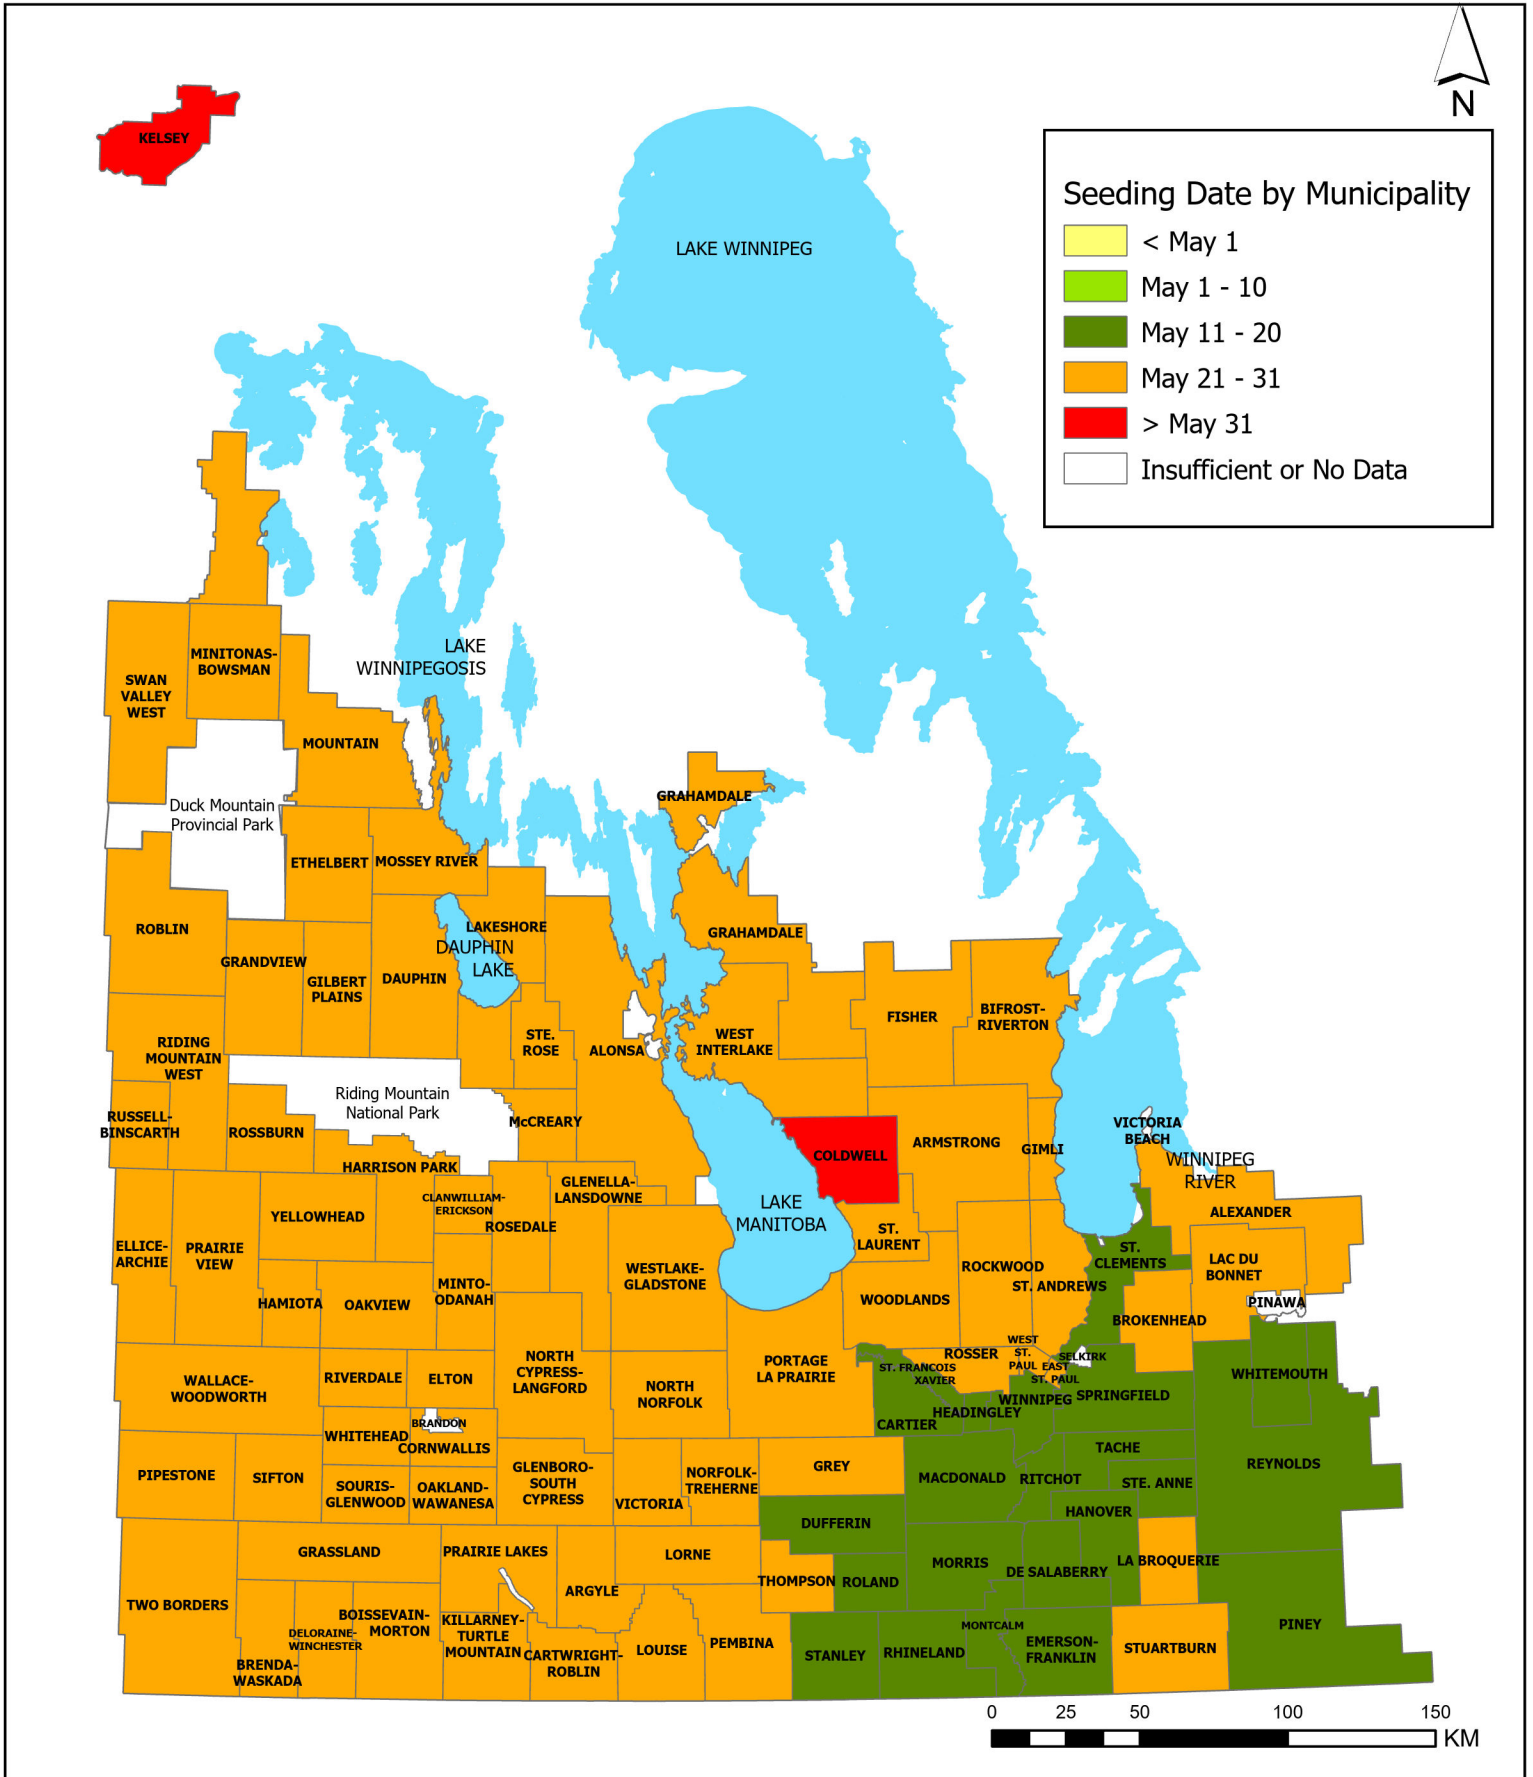 N
KELSEY
Seeding Date by Municipality
< May 1
May 1 - 10
May 11 - 20
May 21 - 31
> May 31
Insufficient or No Data
LAKE WINNIPEG
LAKE
WINNIPEGOSIS
MINITONAS-
BOWSMAN
SWAN
VALLEY
WEST
MOUNTAIN
Duck Mountain
Provincial Park
GRAHAMDALE
ETHELBERT
MOSSEY RIVER
ROBLIN
LAKESHORE
GRAHAMDALE
DAUPHIN
LAKE
GRANDVIEW
GILBERT
PLAINS
DAUPHIN
FISHER
BIFROST-
RIVERTON
STE.
ROSE
ALONSA
WEST
INTERLAKE
RIDING
MOUNTAIN
WEST
Riding Mountain
National Park
RUSSELL-
BINSCARTH
ROSSBURN
McCREARY
VICTORIA
BEACH
ARMSTRONG
GIMLI
COLDWELL
HARRISON PARK
WINNIPEG
RIVER
CLANWILLIAM-
ERICKSON
GLENELLA-
LANSDOWNE
YELLOWHEAD
ROSEDALE
LAKE
MANITOBA
ALEXANDER
ELLICE-
ARCHIE
PRAIRIE
VIEW
ST.
LAURENT
ST.
CLEMENTS
LAC DU
BONNET
WESTLAKE-
GLADSTONE
ROCKWOOD
ST. ANDREWS
MINTO-
ODANAH
HAMIOTA
OAKVIEW
WOODLANDS
PINAWA
BROKENHEAD
WEST
ST.
PAUL
ROSSER
SELKIRK
EAST
ST. PAUL
ST. FRANCOIS
XAVIER
WALLACE-
WOODWORTH
RIVERDALE
ELTON
NORTH
CYPRESS-
LANGFORD
PORTAGE
LA PRAIRIE
NORTH
NORFOLK
WHITEMOUTH
SPRINGFIELD
WINNIPEG
HEADINGLEY
CARTIER
BRANDON
WHITEHEAD
CORNWALLIS
TACHE
PIPESTONE
SIFTON
GLENBORO-
SOUTH
CYPRESS
GREY
MACDONALD
RITCHOT
STE. ANNE
REYNOLDS
SOURIS-
GLENWOOD
OAKLAND-
WAWANESA
VICTORIA
NORFOLK-
TREHERNE
DUFFERIN
HANOVER
GRASSLAND
PRAIRIE LAKES
LORNE
MORRIS
LA BROQUERIE
DE SALABERRY
ARGYLE
THOMPSON
ROLAND
TWO BORDERS
BOISSEVAIN-
MORTON
DELORAINE-
WINCHESTER
KILLARNEY-
TURTLE
MOUNTAIN
BRENDA-
WASKADA
CARTWRIGHT-
ROBLIN
LOUISE
PEMBINA
STANLEY
RHINELAND
MONTCALM
EMERSON-
FRANKLIN
STUARTBURN
PINEY
0 25 50 100 150
KM